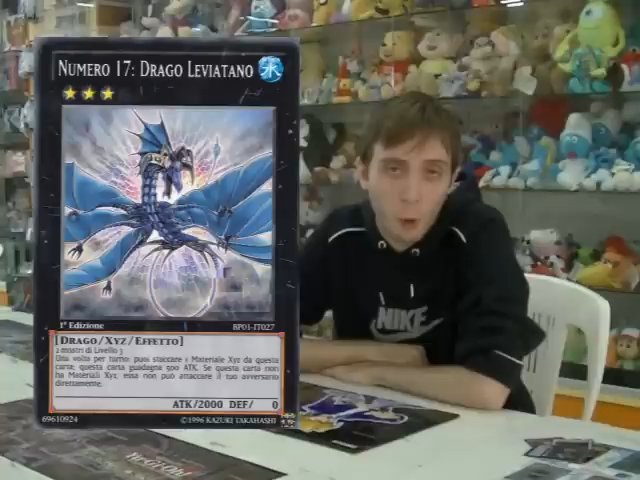 NUMERO 17: DRAGO LEVIATANO
水
1ª Edizione
BP01-IT027
[DRAGO/XYZ/EFFETTO]
2 mostri di Livello 3
Una volta per turno: puoi staccare 1 Materiale Xyz da questa
carta; questa carta guadagna 500 ATK. Se questa carta non
ha Materiali Xyz, essa non può attaccare il tuo avversario
direttamente.
ATK/2000 DEF/ 0
69610924
©1996 KAZUKI TAKAHASHI
NIKE